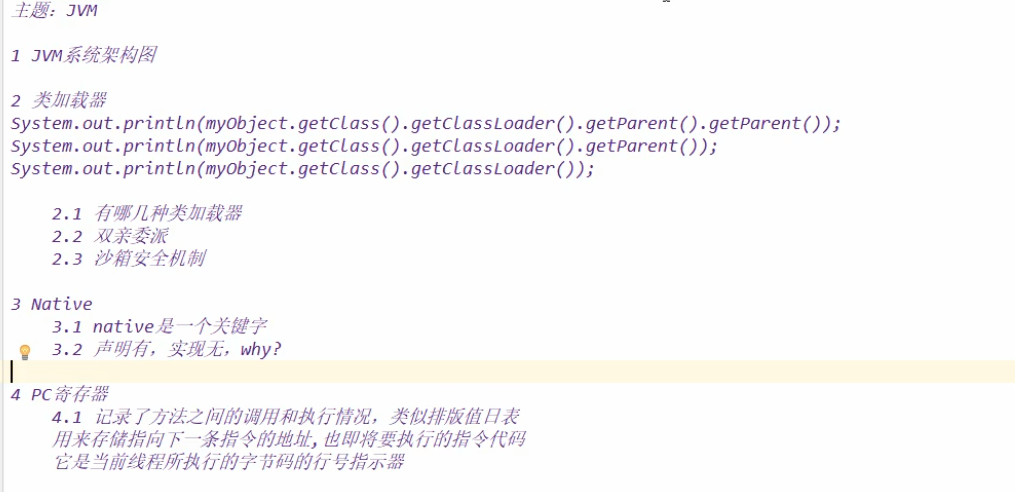 主题：JVM
1 JVM系统架构图
2 类加载器
System.out.println(myObject.getClass().getClassLoader().getParent().getParent());
System.out.println(myObject.getClass().getClassLoader().getParent());
System.out.println(myObject.getClass().getClassLoader());
2.1 有哪几种类加载器
2.2 双亲委派
2.3 沙箱安全机制
3 Native
3.1 native是一个关键字
3.2 声明有，实现无，why?
4 PC寄存器
4.1 记录了方法之间的调用和执行情况，类似排版值日表
用来存储指向下一条指令的地址,也即将要执行的指令代码
它是当前线程所执行的字节码的行号指示器